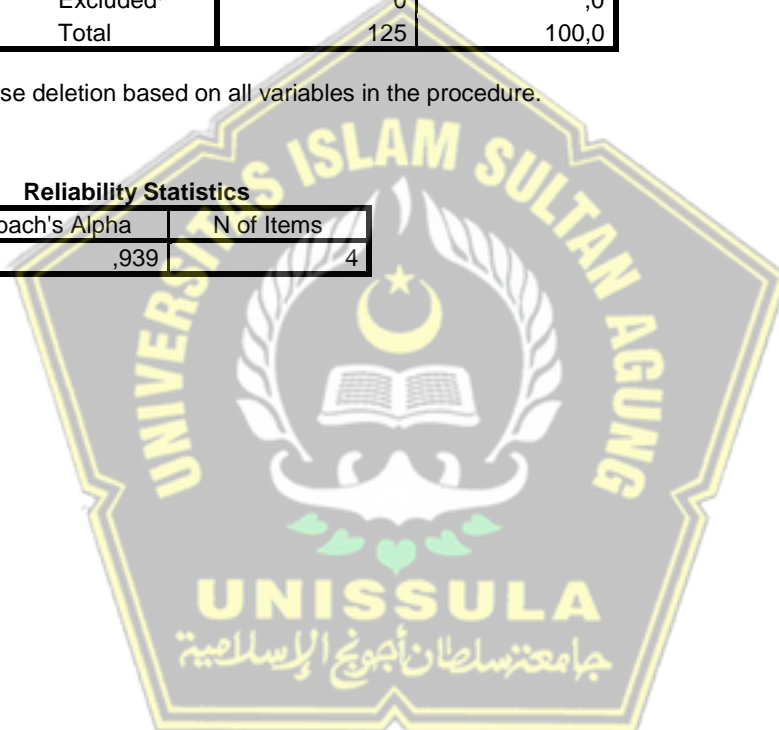 Excluded 0 ,0
Total 125 100,0
se deletion based on all variables in the procedure.
Reliability Statistics
bach's Alpha N of Items
,939 4
UNIVERSITAS ISLAM SULTAN AGUNG
UNISSULA
جامعة سلطان أجونج الإسلامية